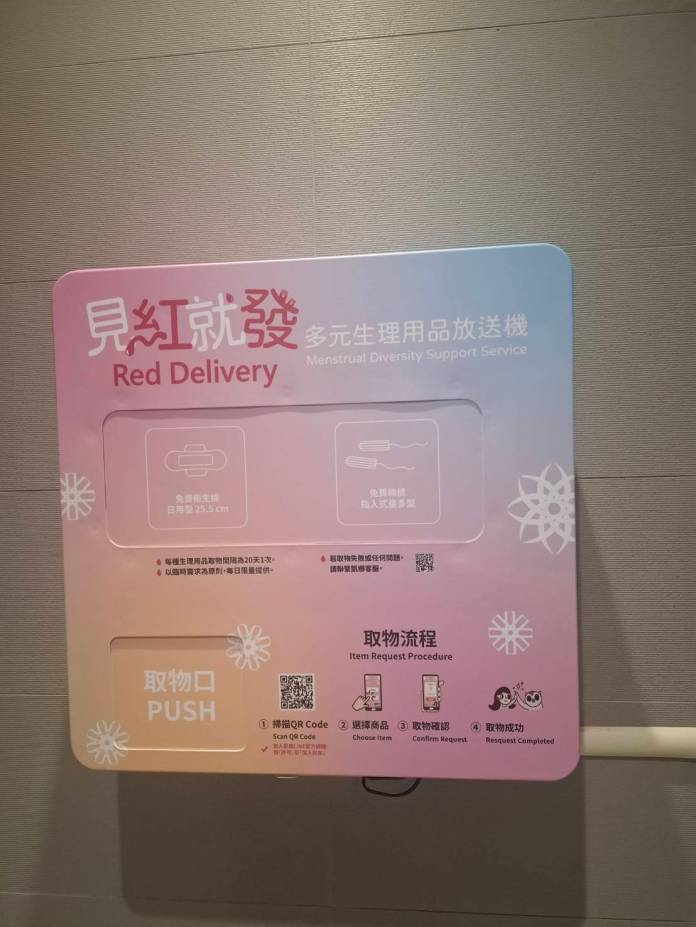 見紅就發
Red Delivery
多元生理用品放送機
Menstrual Diversity Support Service
免費衛生棉
日用型 25.5 cm
免費棉條
指入式量多型
每種生理用品取物間隔為20天1次。
以臨時需求為原則，每日限量提供。
若取物失敗或任何問題，
請聯繫凱娜客服。
取物流程
Item Request Procedure
取物口
PUSH
① 掃描QR Code
Scan QR Code
② 選擇商品
Choose Item
③ 取物確認
Confirm Request
④ 取物成功
Resquest Completed